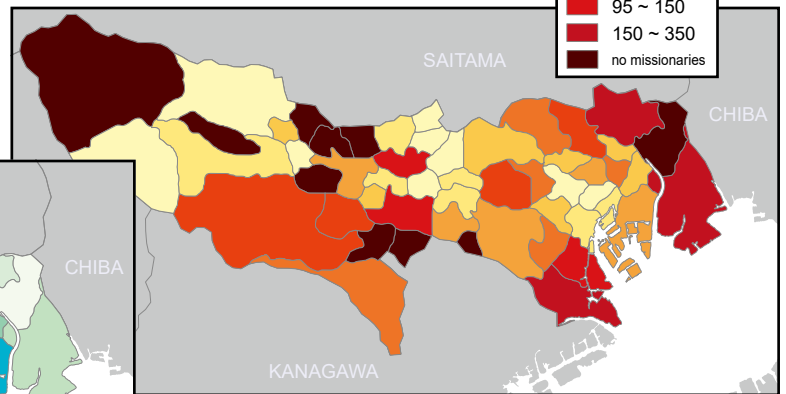 95 ~ 150
150 ~ 350
no missionaries
SAITAMA
CHIBA
CHIBA
KANAGAWA